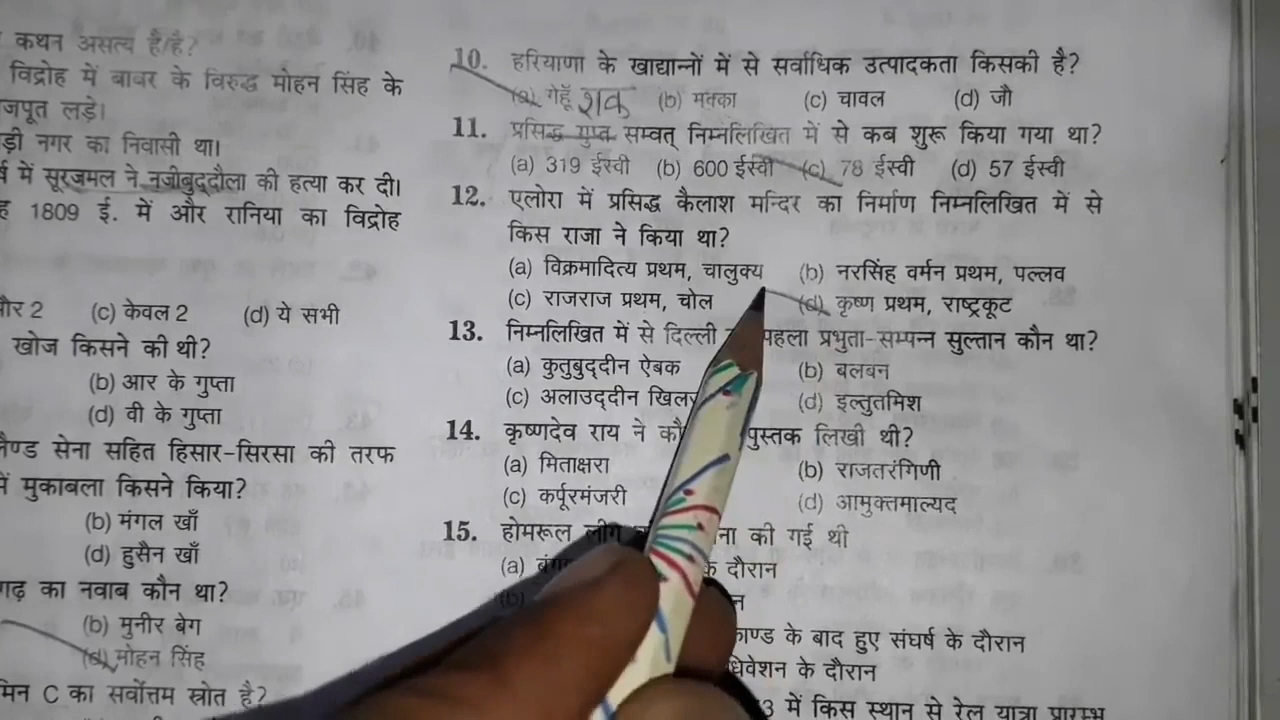 कथन असत्य है/है?
विद्रोह में बाबर के विरुद्ध मोहन सिंह के
जपूत लड़े।
ड़ी नगर का निवासी था।
में सूरजमल ने नजीबुद्दौला की हत्या कर दी।
1809 ई. में और रानिया का विद्रोह
और 2 (c) केवल 2 (d) ये सभी
खोज किसने की थी?
(b) आर के गुप्ता
(d) वी के गुप्ता
लैण्ड सेना सहित हिसार-सिरसा की तरफ
में मुकाबला किसने किया?
(b) मंगल खाँ
(d) हुसैन खाँ
गढ़ का नवाब कौन था?
(b) मुनीर बेग
(d) मोहन सिंह
मिन C का सर्वोत्तम स्रोत है?
10. हरियाणा के खाद्यान्नों में से सर्वाधिक उत्पादकता किसकी है?
(a) गेहूँ शक (b) मक्का (c) चावल (d) जौ
11. प्रसिद्ध गुप्त सम्वत् निम्नलिखित में से कब शुरू किया गया था?
(a) 319 ईस्वी (b) 600 ईस्वी (c) 78 ईस्वी (d) 57 ईस्वी
12. एलोरा में प्रसिद्ध कैलाश मन्दिर का निर्माण निम्नलिखित में से
किस राजा ने किया था?
(a) विक्रमादित्य प्रथम, चालुक्य (b) नरसिंह वर्मन प्रथम, पल्लव
(c) राजराज प्रथम, चोल (d) कृष्ण प्रथम, राष्ट्रकूट
13. निम्नलिखित में से दिल्ली पहला प्रभुता-सम्पन्न सुल्तान कौन था?
(a) कुतुबुद्दीन ऐबक (b) बलबन
(c) अलाउद्दीन खिल (d) इल्तुतमिश
14. कृष्णदेव राय ने कौ पुस्तक लिखी थी?
(a) मिताक्षरा (b) राजतरंगिणी
(c) कर्पूरमंजरी (d) आमुक्तमाल्यद
15. होमरूल लीग ना की गई थी
(a) बंग के दौरान
(b) न
काण्ड के बाद हुए संघर्ष के दौरान
धिवेशन के दौरान
3 में किस स्थान से रेल यात्रा प्रारम्भ